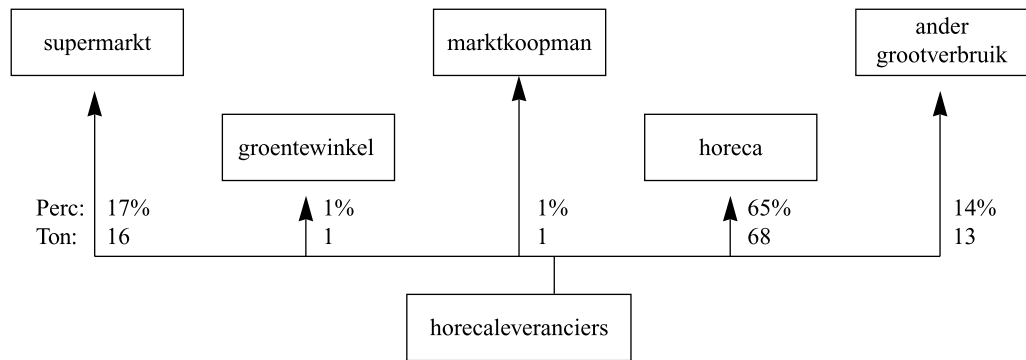 supermarkt
marktkoopman
ander
grootverbruik
groentewinkel
horeca
Perc: 17% 1% 1% 65% 14%
Ton: 16 1 1 68 13
horecaleveranciers